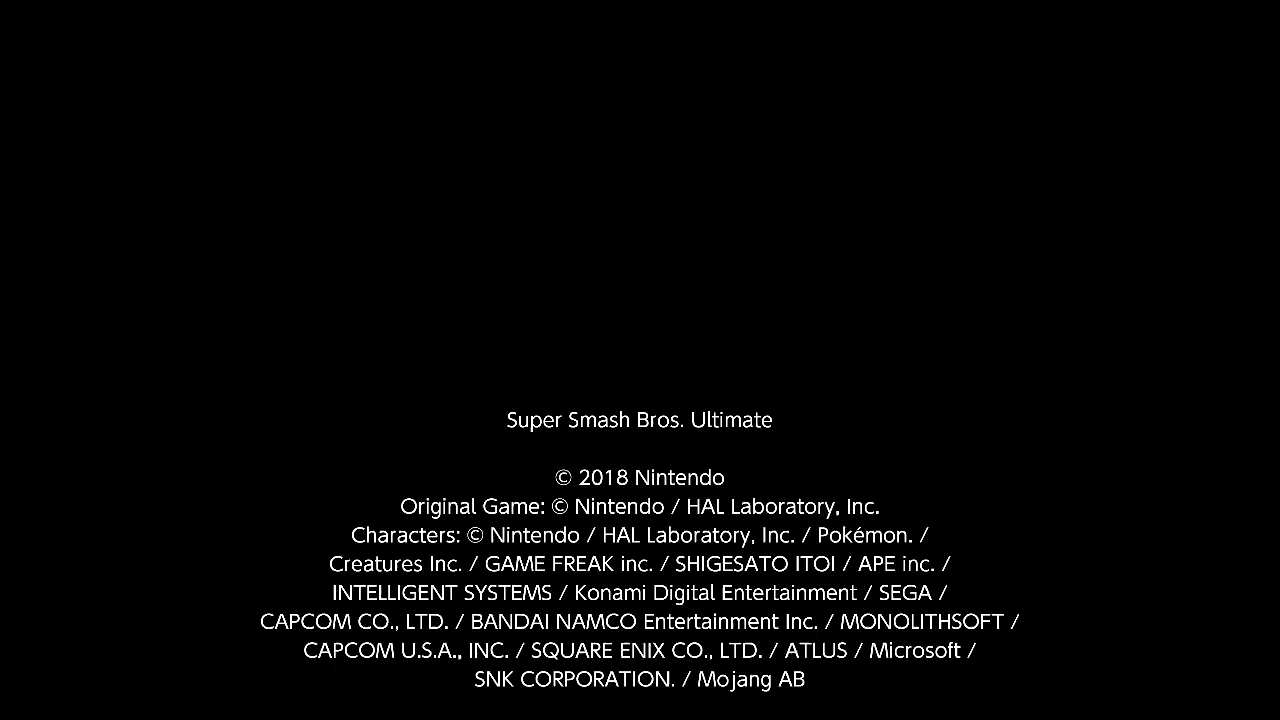 Super Smash Bros. Ultimate
© 2018 Nintendo
Original Game: © Nintendo / HAL Laboratory, Inc.
Characters: © Nintendo / HAL Laboratory, Inc. / Pokémon. /
Creatures Inc. / GAME FREAK inc. / SHIGESATO ITOI / APE inc. /
INTELLIGENT SYSTEMS / Konami Digital Entertainment / SEGA /
CAPCOM CO., LTD. / BANDAI NAMCO Entertainment Inc. / MONOLITHSOFT /
CAPCOM U.S.A., INC. / SQUARE ENIX CO., LTD. / ATLUS / Microsoft /
SNK CORPORATION. / Mojang AB